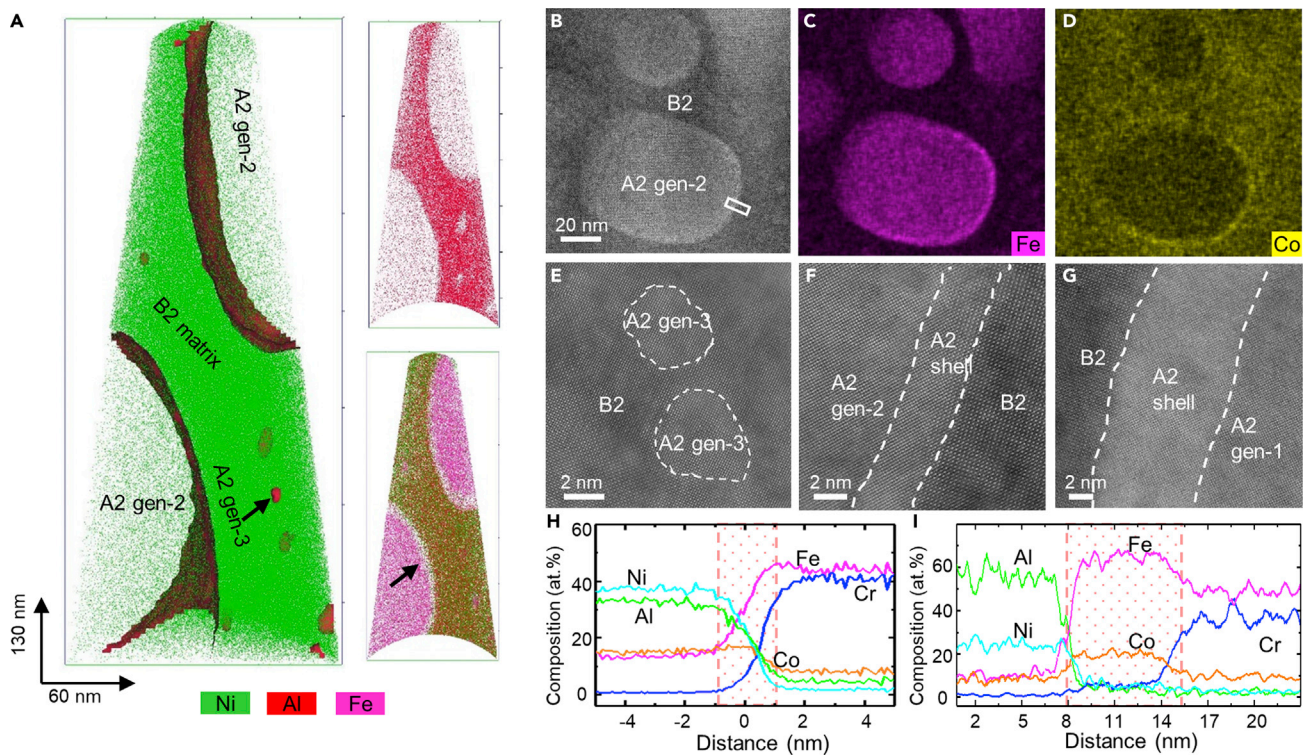 A
A2 gen-2
B2 matrix
A2 gen-2
A2 gen-3
130 nm
60 nm
Ni
Al
Fe
B
B2
A2 gen-2
20 nm
C
Fe
D
Co
E
A2 gen-3
B2
A2 gen-3
2 nm
F
A2
gen-2
A2
shell
B2
2 nm
G
B2
A2
shell
A2
gen-1
2 nm
H
60
40
20
0
Composition (at.%)
Ni
Al
Fe
Cr
Co
-4
-2
0
2
4
Distance (nm)
I
80
60
40
20
0
Composition (at.%)
Al
Ni
Fe
Co
Cr
2
5
8
11
14
17
20
Distance (nm)